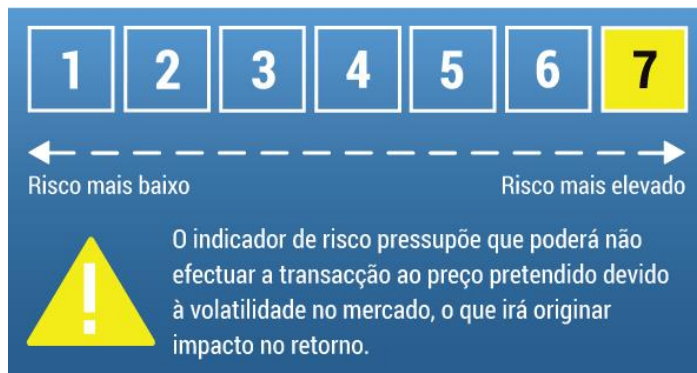 1 2 3 4 5 6 7
Risco mais baixo Risco mais elevado
O indicador de risco pressupõe que poderá não
efectuar a transacção ao preço pretendido devido
à volatilidade no mercado, o que irá originar
impacto no retorno.